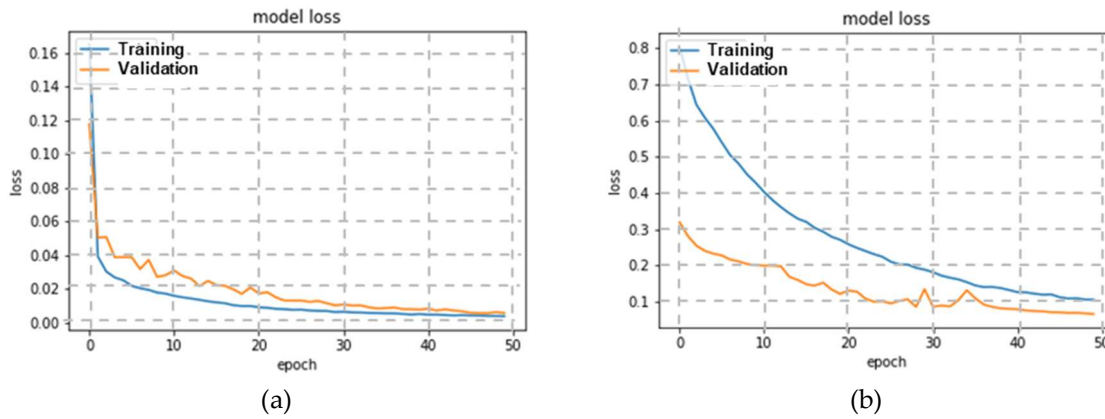 model loss
Training
Validation
0.16
0.14
0.12
0.10
0.08
0.06
0.04
0.02
0.00
loss
0 10 20 30 40 50
epoch
(a)
model loss
Training
Validation
0.8
0.7
0.6
0.5
0.4
0.3
0.2
0.1
loss
0 10 20 30 40 50
epoch
(b)